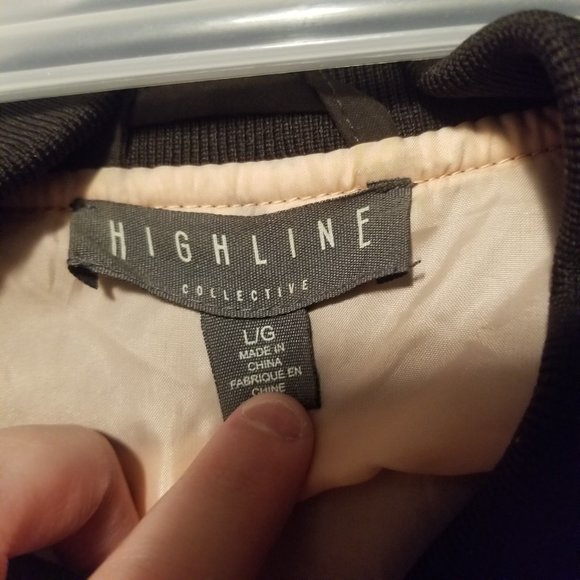 HIGHLINE
COLLECTIVE
L/G
MADE IN
CHINA
FABRIQUE EN
CHINE